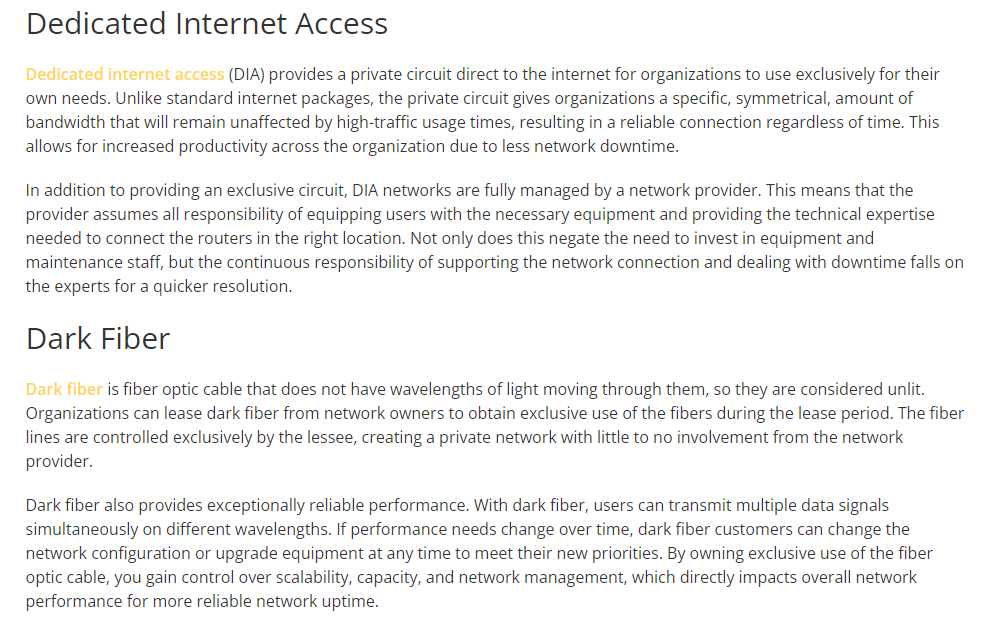 Dedicated Internet Access
Dedicated internet access (DIA) provides a private circuit direct to the internet for organizations to use exclusively for their
own needs. Unlike standard internet packages, the private circuit gives organizations a specific, symmetrical, amount of
bandwidth that will remain unaffected by high-traffic usage times, resulting in a reliable connection regardless of time. This
allows for increased productivity across the organization due to less network downtime.
In addition to providing an exclusive circuit, DIA networks are fully managed by a network provider. This means that the
provider assumes all responsibility of equipping users with the necessary equipment and providing the technical expertise
needed to connect the routers in the right location. Not only does this negate the need to invest in equipment and
maintenance staff, but the continuous responsibility of supporting the network connection and dealing with downtime falls on
the experts for a quicker resolution.
Dark Fiber
Dark fiber is fiber optic cable that does not have wavelengths of light moving through them, so they are considered unlit.
Organizations can lease dark fiber from network owners to obtain exclusive use of the fibers during the lease period. The fiber
lines are controlled exclusively by the lessee, creating a private network with little to no involvement from the network
provider.
Dark fiber also provides exceptionally reliable performance. With dark fiber, users can transmit multiple data signals
simultaneously on different wavelengths. If performance needs change over time, dark fiber customers can change the
network configuration or upgrade equipment at any time to meet their new priorities. By owning exclusive use of the fiber
optic cable, you gain control over scalability, capacity, and network management, which directly impacts overall network
performance for more reliable network uptime.